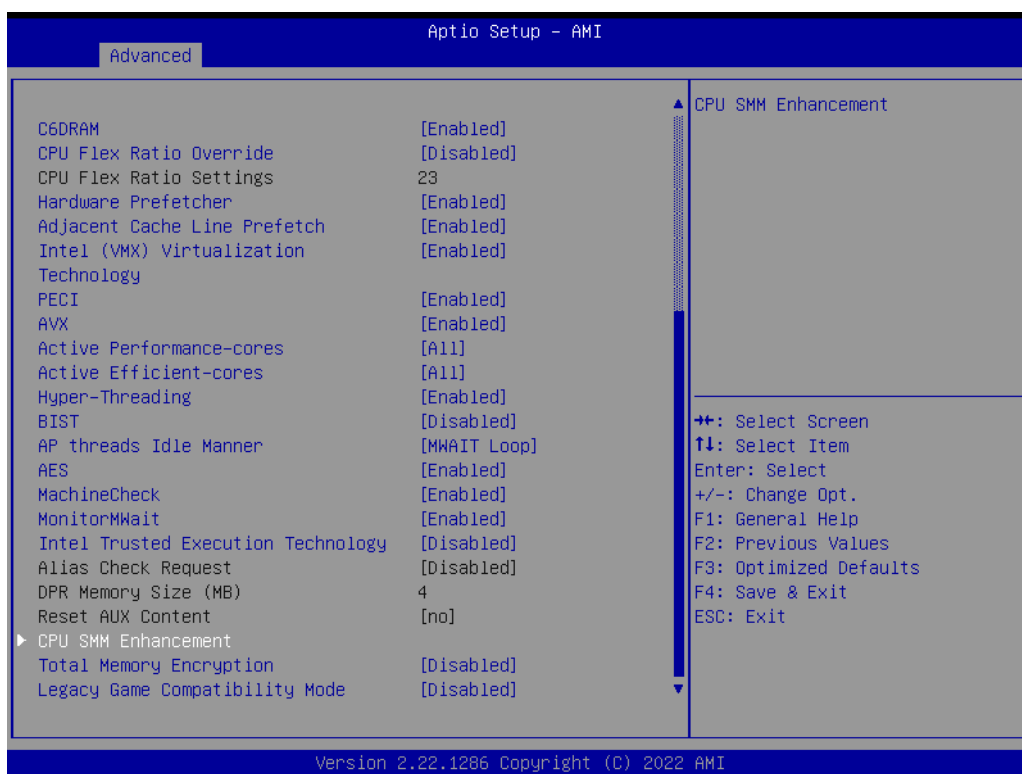 Aptio Setup - AMI
Advanced
C6DRAM [Enabled]
CPU Flex Ratio Override [Disabled]
CPU Flex Ratio Settings 23
Hardware Prefetcher [Enabled]
Adjacent Cache Line Prefetch [Enabled]
Intel (VMX) Virtualization [Enabled]
Technology
PECI [Enabled]
AVX [Enabled]
Active Performance-cores [All]
Active Efficient-cores [All]
Hyper-Threading [Enabled]
BIST [Disabled]
AP threads Idle Manner [MWAIT Loop]
AES [Enabled]
MachineCheck [Enabled]
MonitorMWait [Enabled]
Intel Trusted Execution Technology [Disabled]
Alias Check Request [Disabled]
DPR Memory Size (MB) 4
Reset AUX Content [no]
CPU SMM Enhancement
Total Memory Encryption [Disabled]
Legacy Game Compatibility Mode [Disabled]
CPU SMM Enhancement
→←: Select Screen
↑↓: Select Item
Enter: Select
+/-: Change Opt.
F1: General Help
F2: Previous Values
F3: Optimized Defaults
F4: Save & Exit
ESC: Exit
Version 2.22.1286 Copyright (C) 2022 AMI